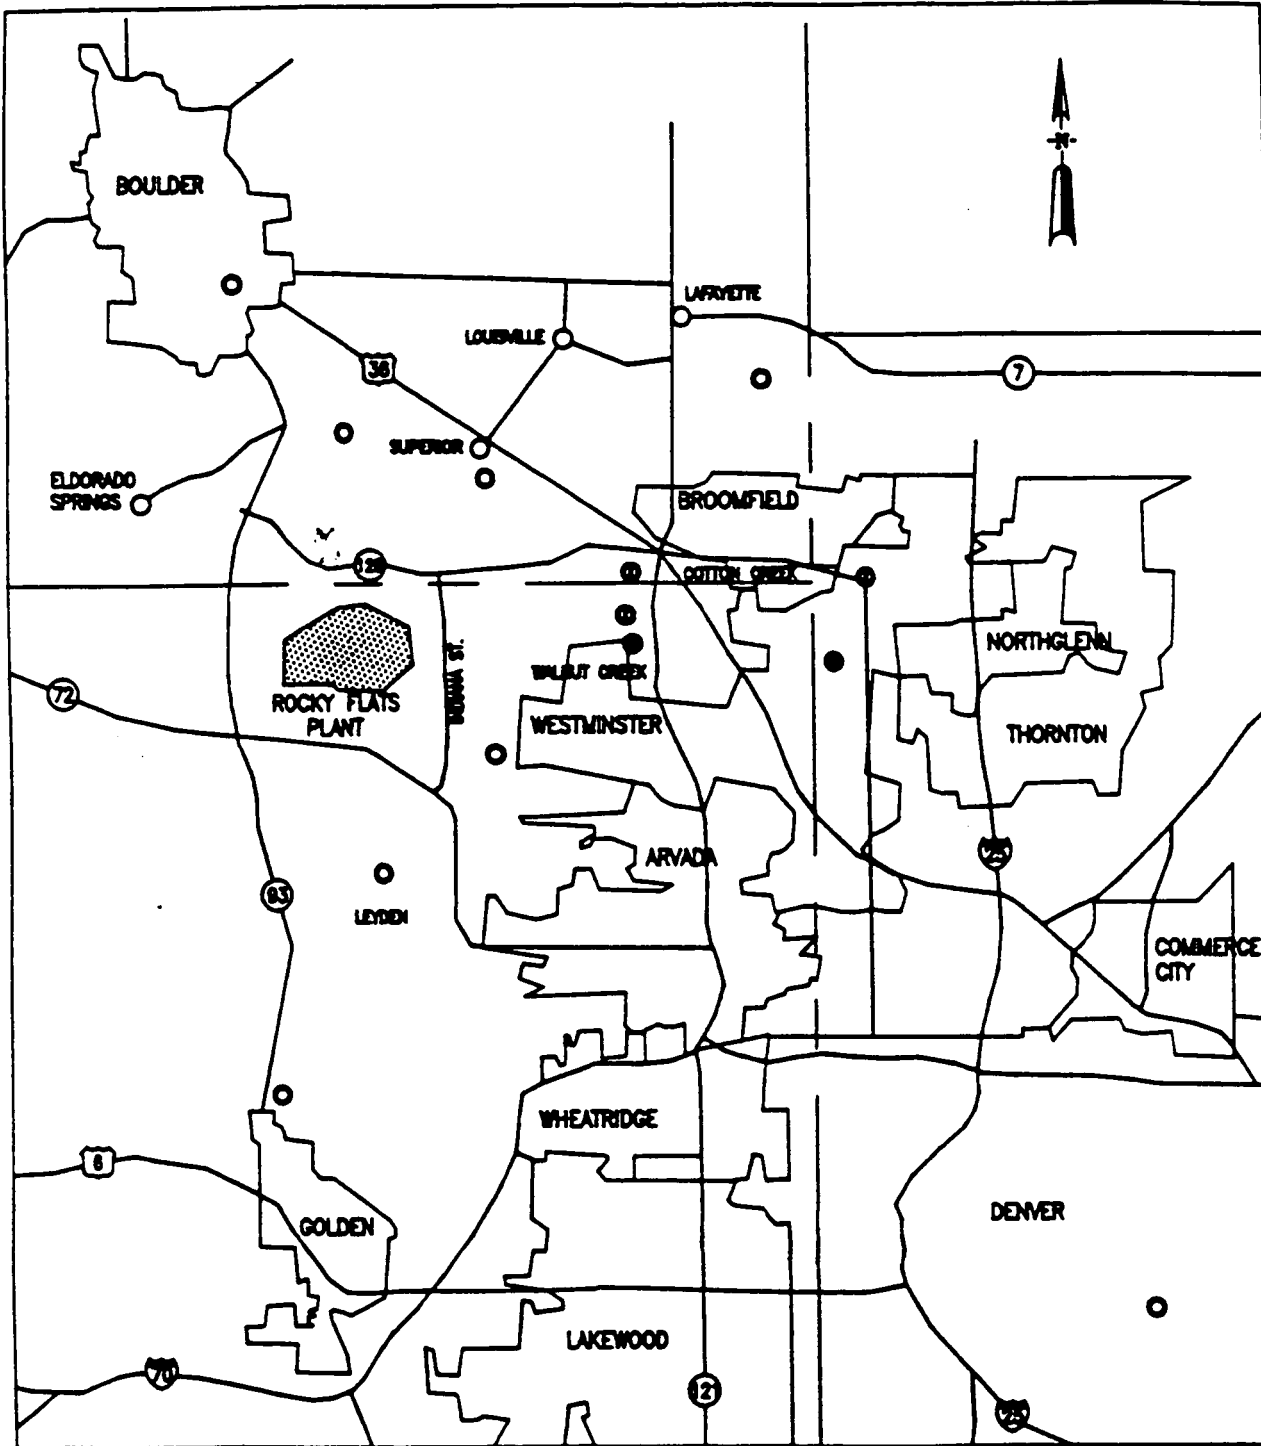 N
BOULDER
LAFAYETTE
LOUISVILLE
36
7
SUPERIOR
ELDORADO
SPRINGS
BROOMFIELD
128
COTTON CREEK
INDIANA ST.
NORTHGLENN
WALNUT CREEK
72
ROCKY FLATS
PLANT
WESTMINSTER
THORNTON
25
ARVADA
93
LEYDEN
COMMERCE
CITY
WHEATRIDGE
6
DENVER
GOLDEN
LAKEWOOD
70
121
25